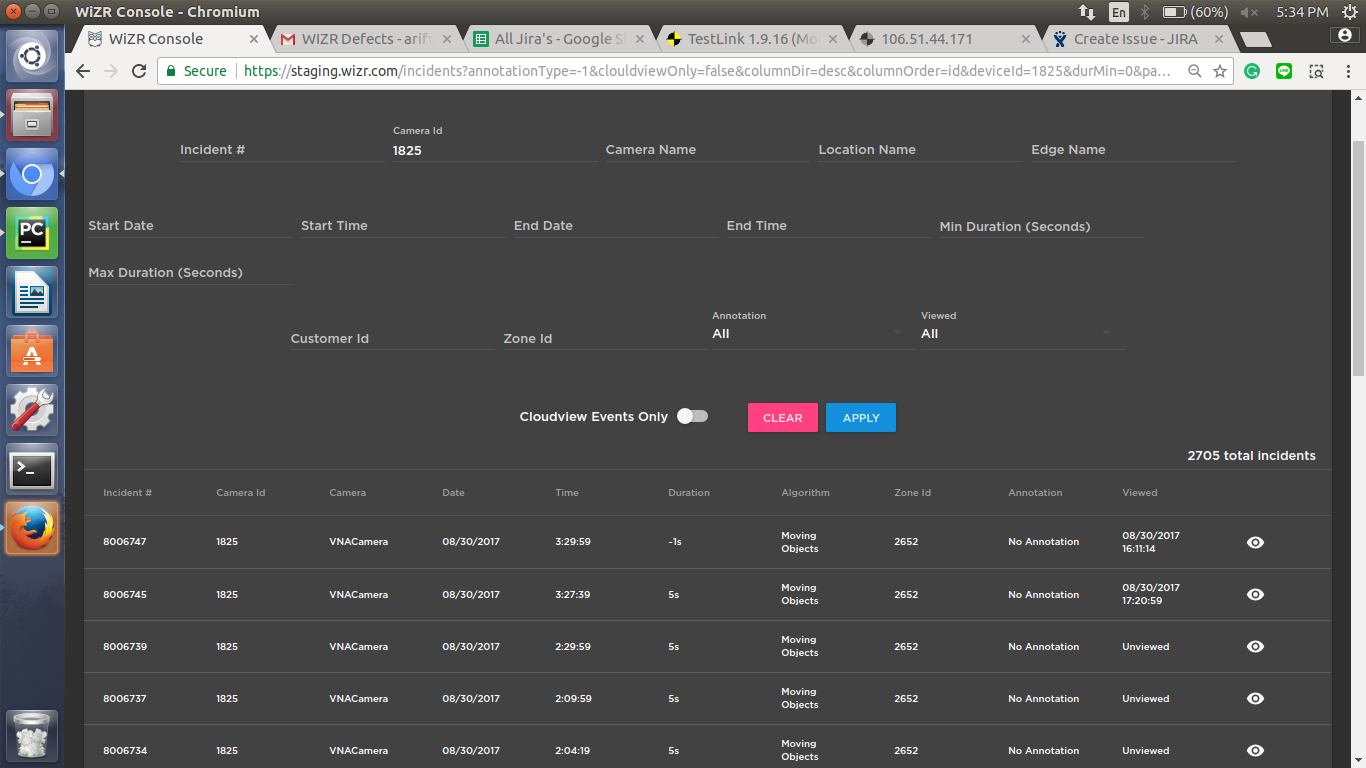 WiZR Console - Chromium
En
(60%)
5:34 PM
WiZR Console
WIZR Defects - arif
All Jira's - Google S
TestLink 1.9.16 (Mo
106.51.44.171
Create Issue - JIRA
Secure
https://staging.wizr.com/incidents?annotationType=-1&clouldviewOnly=false&columnDir=desc&columnOrder=id&deviceId=1825&durMin=0&pa...
Camera Id
Incident #
1825
Camera Name
Location Name
Edge Name
Start Date
Start Time
End Date
End Time
Min Duration (Seconds)
Max Duration (Seconds)
Customer Id
Zone Id
Annotation
All
Viewed
All
Cloudview Events Only
CLEAR
APPLY
2705 total incidents
Incident # Camera Id Camera Date Time Duration Algorithm Zone Id Annotation Viewed
8006747 1825 VNACamera 08/30/2017 3:29:59 -1s Moving Objects 2652 No Annotation 08/30/2017 16:11:14
8006745 1825 VNACamera 08/30/2017 3:27:39 5s Moving Objects 2652 No Annotation 08/30/2017 17:20:59
8006739 1825 VNACamera 08/30/2017 2:29:59 5s Moving Objects 2652 No Annotation Unviewed
8006737 1825 VNACamera 08/30/2017 2:09:59 5s Moving Objects 2652 No Annotation Unviewed
8006734 1825 VNACamera 08/30/2017 2:04:19 5s Moving Objects 2652 No Annotation Unviewed
PC